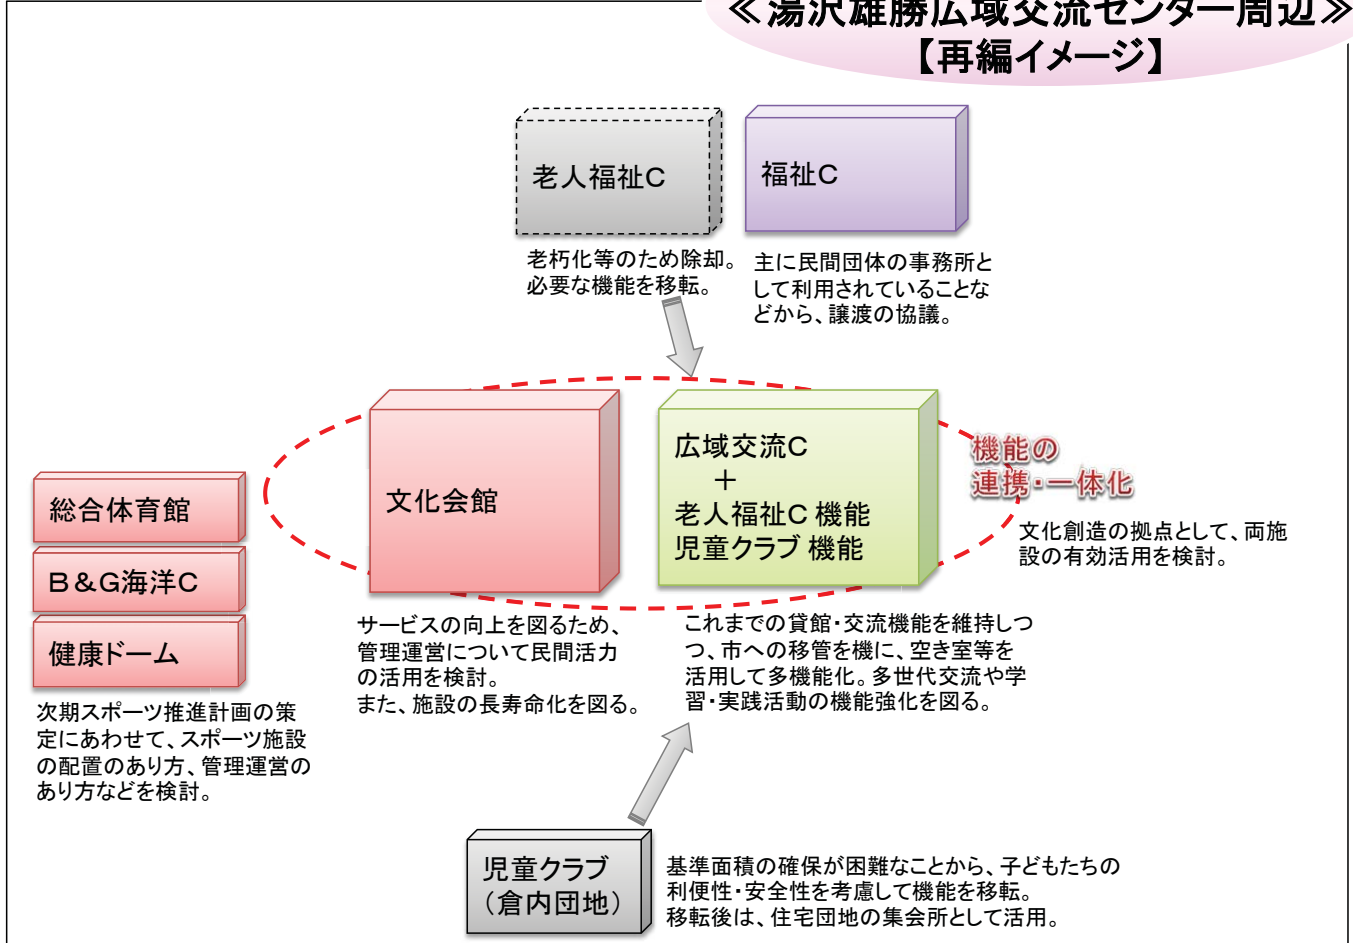 ≪湯沢雄勝広域交流センター周辺≫
【再編イメージ】
老人福祉C
福祉C
老朽化等のため除却。
必要な機能を移転。
主に民間団体の事務所と
して利用されていることな
どから、譲渡の協議。
文化会館
広域交流C
＋
老人福祉C 機能
児童クラブ 機能
機能の
連携・一体化
文化創造の拠点として、両施
設の有効活用を検討。
総合体育館
B＆G海洋C
健康ドーム
次期スポーツ推進計画の策
定にあわせて、スポーツ施設
の配置のあり方、管理運営の
あり方などを検討。
サービスの向上を図るため、
管理運営について民間活力
の活用を検討。
また、施設の長寿命化を図る。
これまでの貸館・交流機能を維持しつ
つ、市への移管を機に、空き室等を
活用して多機能化。多世代交流や学
習・実践活動の機能強化を図る。
児童クラブ
（倉内団地）
基準面積の確保が困難なことから、子どもたちの
利便性・安全性を考慮して機能を移転。
移転後は、住宅団地の集会所として活用。